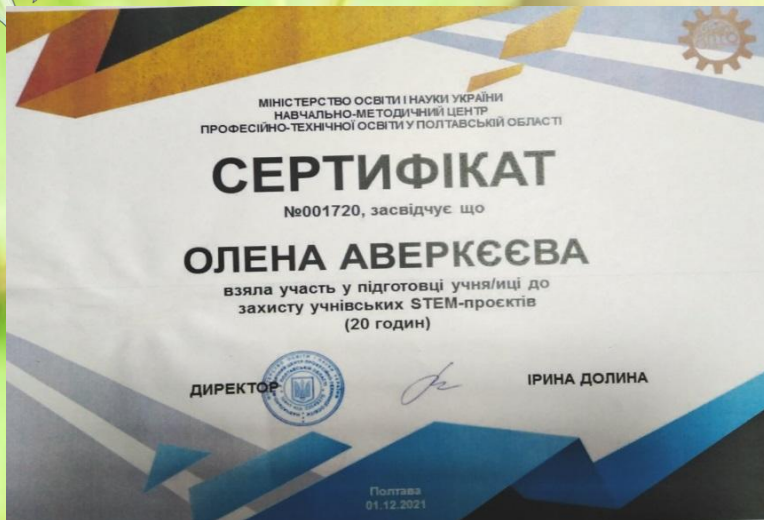 МІНІСТЕРСТВО ОСВІТИ І НАУКИ УКРАЇНИ
НАВЧАЛЬНО-МЕТОДИЧНИЙ ЦЕНТР
ПРОФЕСІЙНО-ТЕХНІЧНОЇ ОСВІТИ У ПОЛТАВСЬКІЙ ОБЛАСТІ
СЕРТИФІКАТ
№001720, засвідчує що
ОЛЕНА АВЕРКЄЄВА
взяла участь у підготовці учня/иці до
захисту учнівських STEM-проєктів
(20 годин)
ДИРЕКТОР
ІРИНА ДОЛИНА
Полтава
01.12.2021